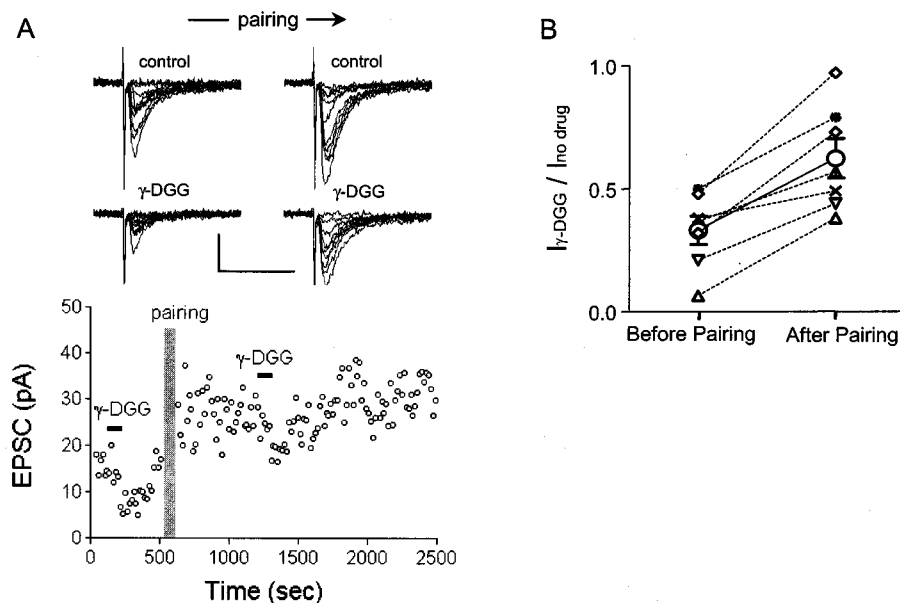 A
pairing
control
control
γ-DGG
γ-DGG
EPSC (pA)
50
40
30
20
10
0
pairing
γ-DGG
γ-DGG
0
500
1000
1500
2000
2500
Time (sec)
B
Iγ-DGG / Ino drug
1.0
0.5
0.0
Before Pairing
After Pairing